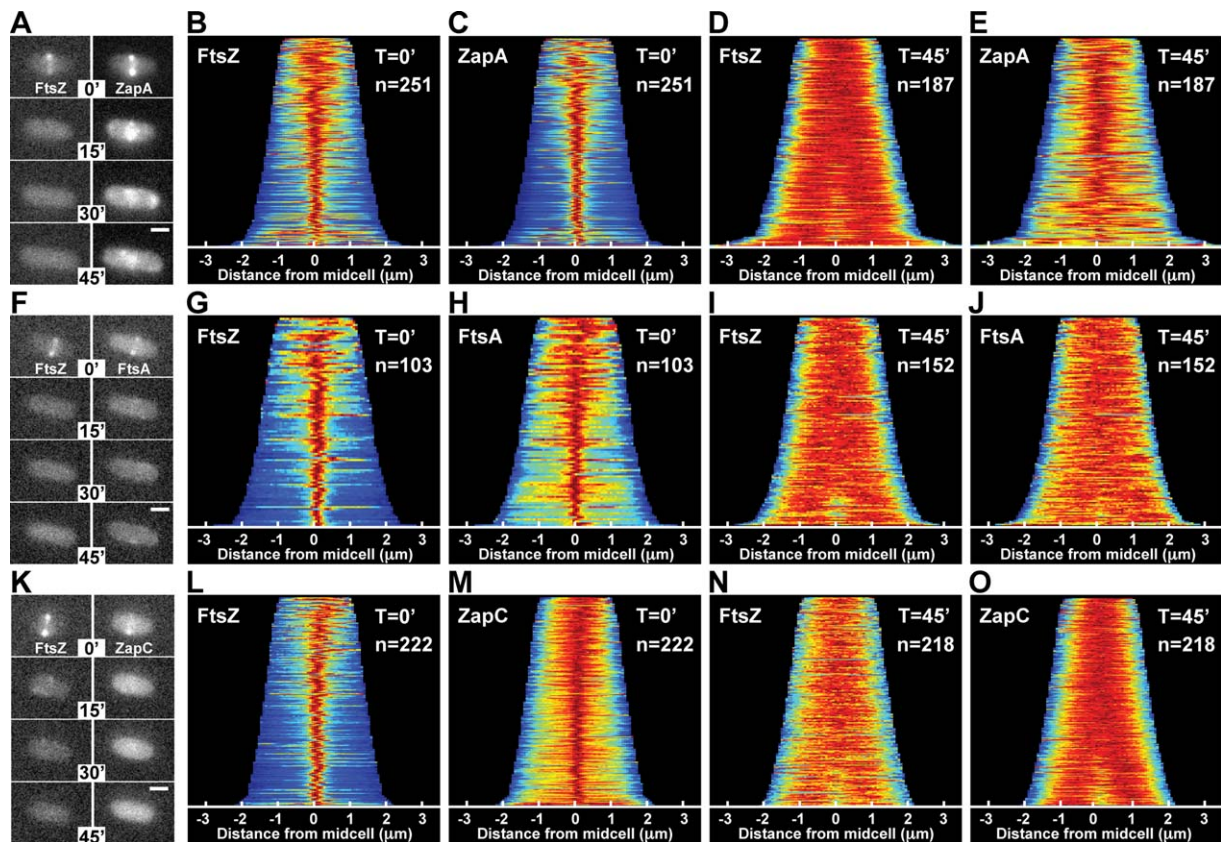 A
FtsZ
ZapA
0'
15'
30'
45'
B
FtsZ
T=0'
n=251
-3 -2 -1 0 1 2 3
Distance from midcell (μm)
C
ZapA
T=0'
n=251
-3 -2 -1 0 1 2 3
Distance from midcell (μm)
D
FtsZ
T=45'
n=187
-3 -2 -1 0 1 2 3
Distance from midcell (μm)
E
ZapA
T=45'
n=187
-3 -2 -1 0 1 2 3
Distance from midcell (μm)
F
FtsZ
FtsA
0'
15'
30'
45'
G
FtsZ
T=0'
n=103
-3 -2 -1 0 1 2 3
Distance from midcell (μm)
H
FtsA
T=0'
n=103
-3 -2 -1 0 1 2 3
Distance from midcell (μm)
I
FtsZ
T=45'
n=152
-3 -2 -1 0 1 2 3
Distance from midcell (μm)
J
FtsA
T=45'
n=152
-3 -2 -1 0 1 2 3
Distance from midcell (μm)
K
FtsZ
ZapC
0'
15'
30'
45'
L
FtsZ
T=0'
n=222
-3 -2 -1 0 1 2 3
Distance from midcell (μm)
M
ZapC
T=0'
n=222
-3 -2 -1 0 1 2 3
Distance from midcell (μm)
N
FtsZ
T=45'
n=218
-3 -2 -1 0 1 2 3
Distance from midcell (μm)
O
ZapC
T=45'
n=218
-3 -2 -1 0 1 2 3
Distance from midcell (μm)